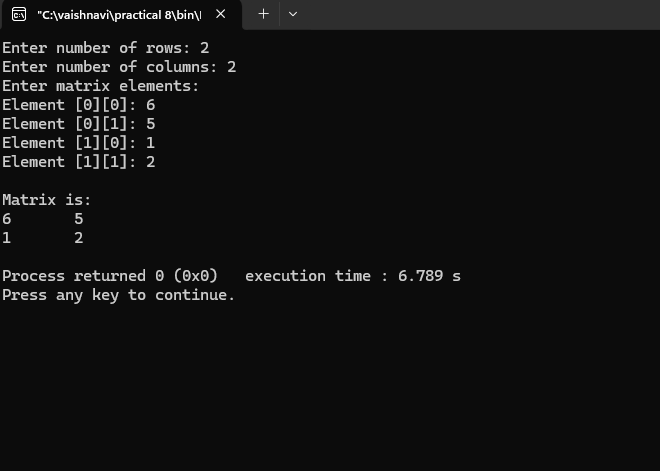 "C:\vaishnavi\practical 8\bin\
Enter number of rows: 2
Enter number of columns: 2
Enter matrix elements:
Element [0][0]: 6
Element [0][1]: 5
Element [1][0]: 1
Element [1][1]: 2
Matrix is:
6       5
1       2
Process returned 0 (0x0)   execution time : 6.789 s
Press any key to continue.